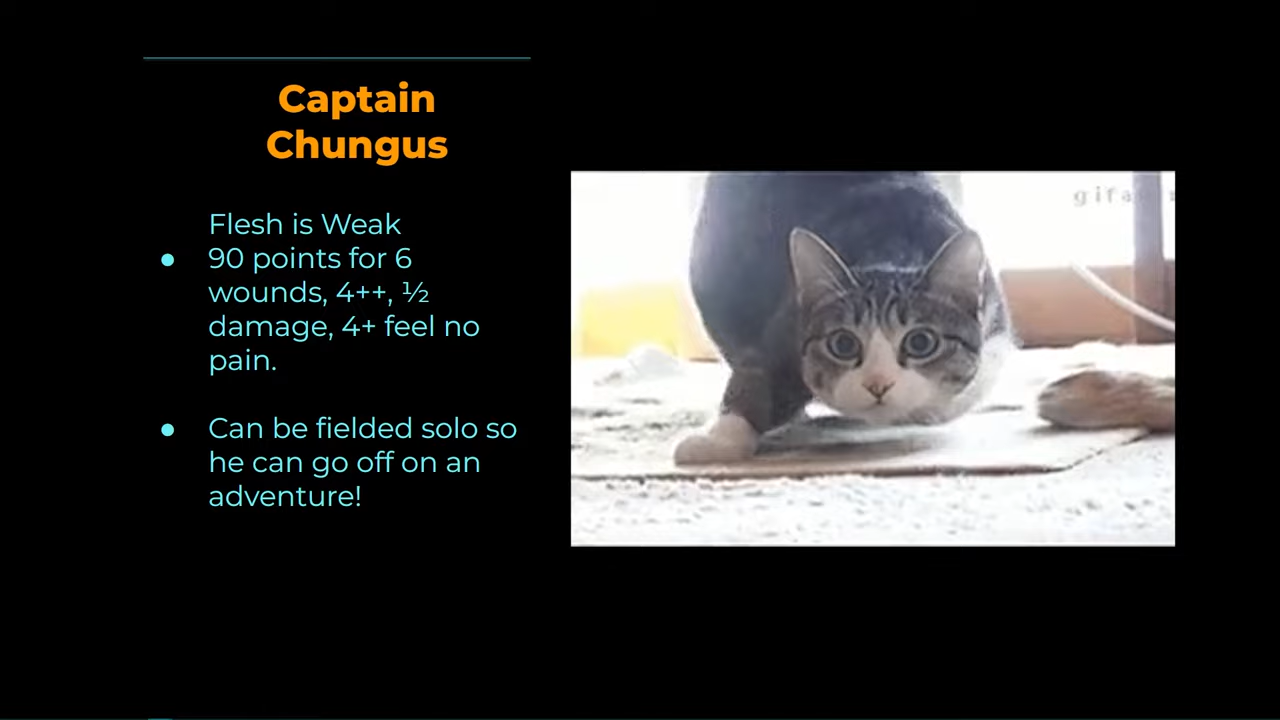 Captain
Chungus
Flesh is Weak
● 90 points for 6
wounds, 4++, ½
damage, 4+ feel no
pain.
● Can be fielded solo so
he can go off on an
adventure!